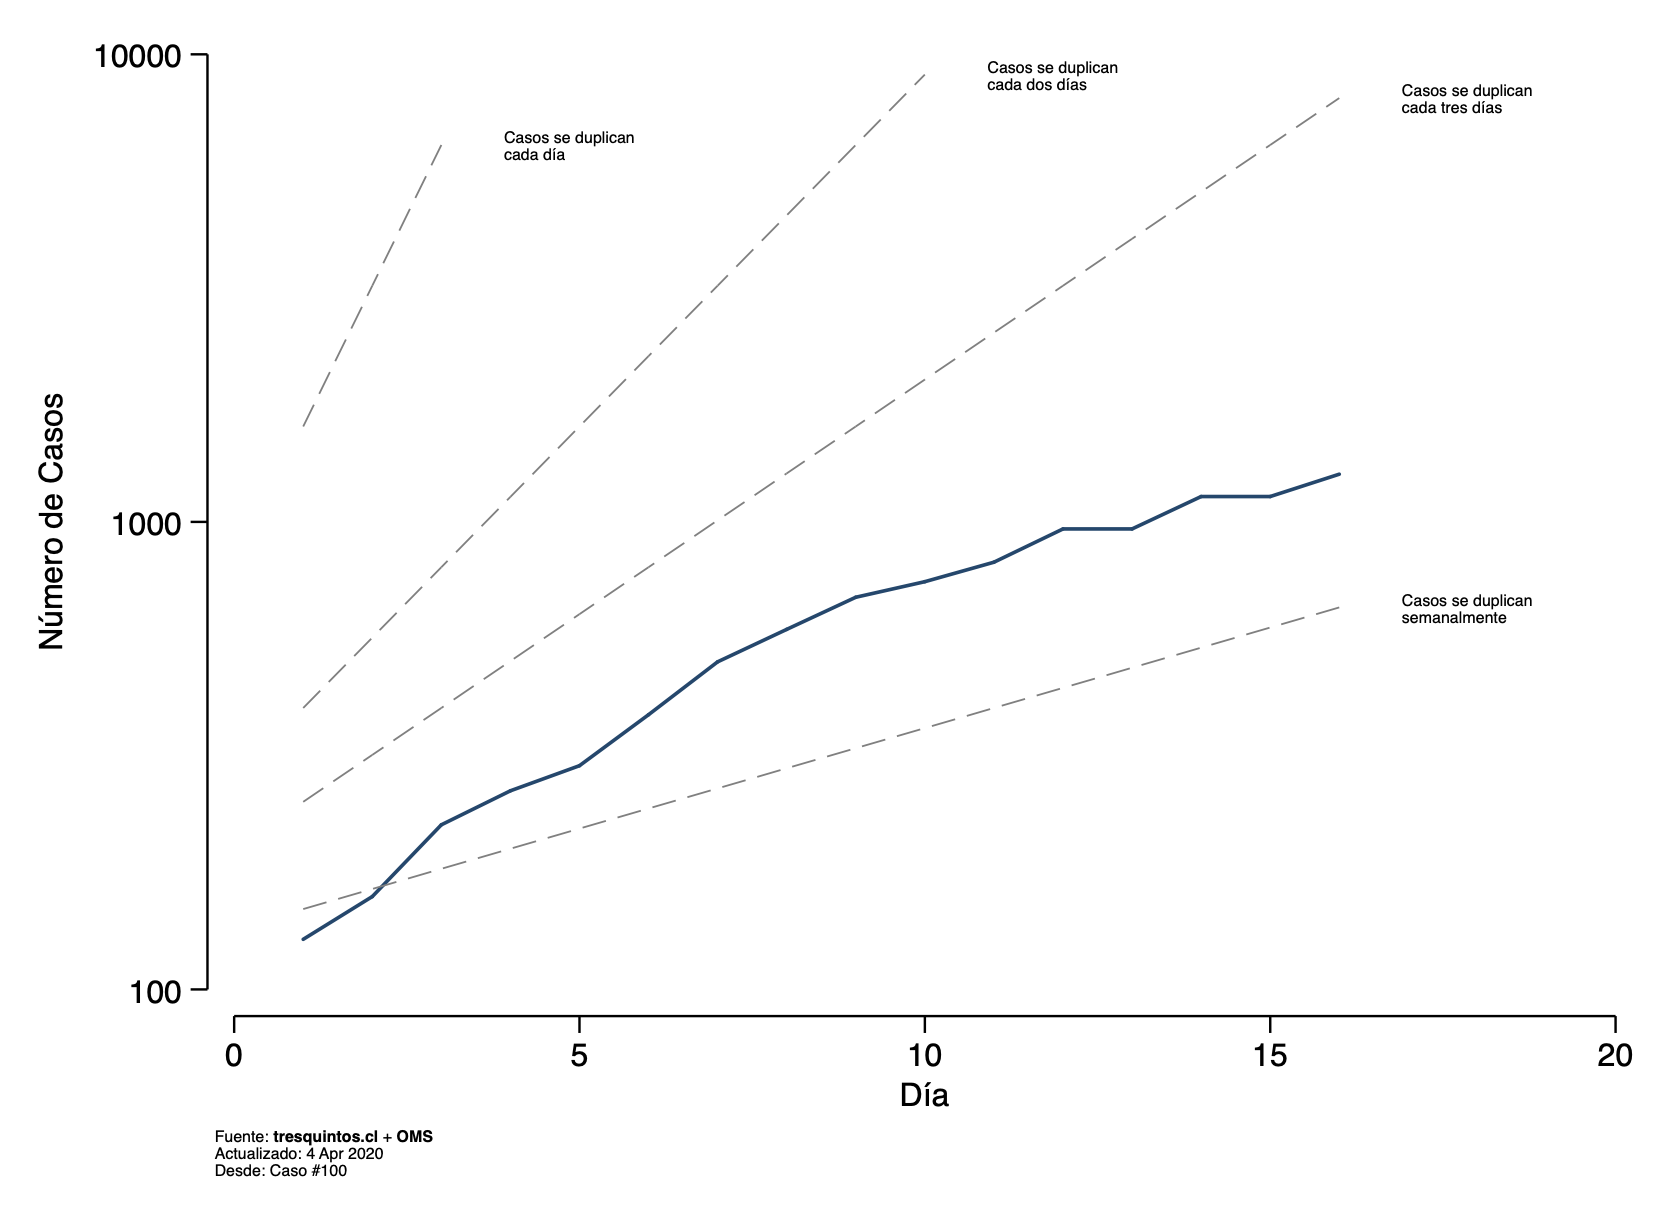 10000
1000
100
Número de Casos
Casos se duplican
cada día
Casos se duplican
cada dos días
Casos se duplican
cada tres días
Casos se duplican
semanalmente
0 5 10 15 20
Día
Fuente: tresquintos.cl + OMS
Actualizado: 4 Apr 2020
Desde: Caso #100